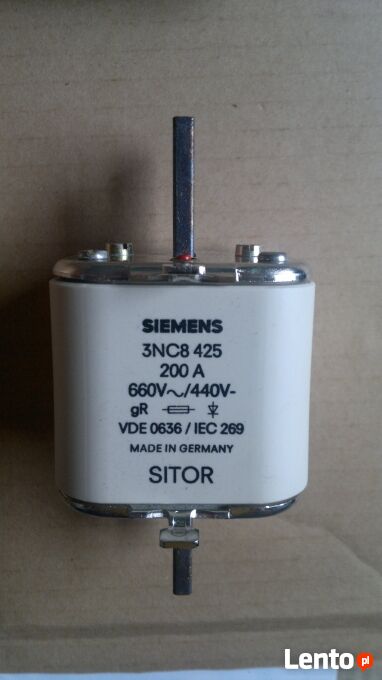 SIEMENS
3NC8 425
200 A
660V~/440V-
gR
VDE 0636 / IEC 269
MADE IN GERMANY
SITOR
Lento.pl